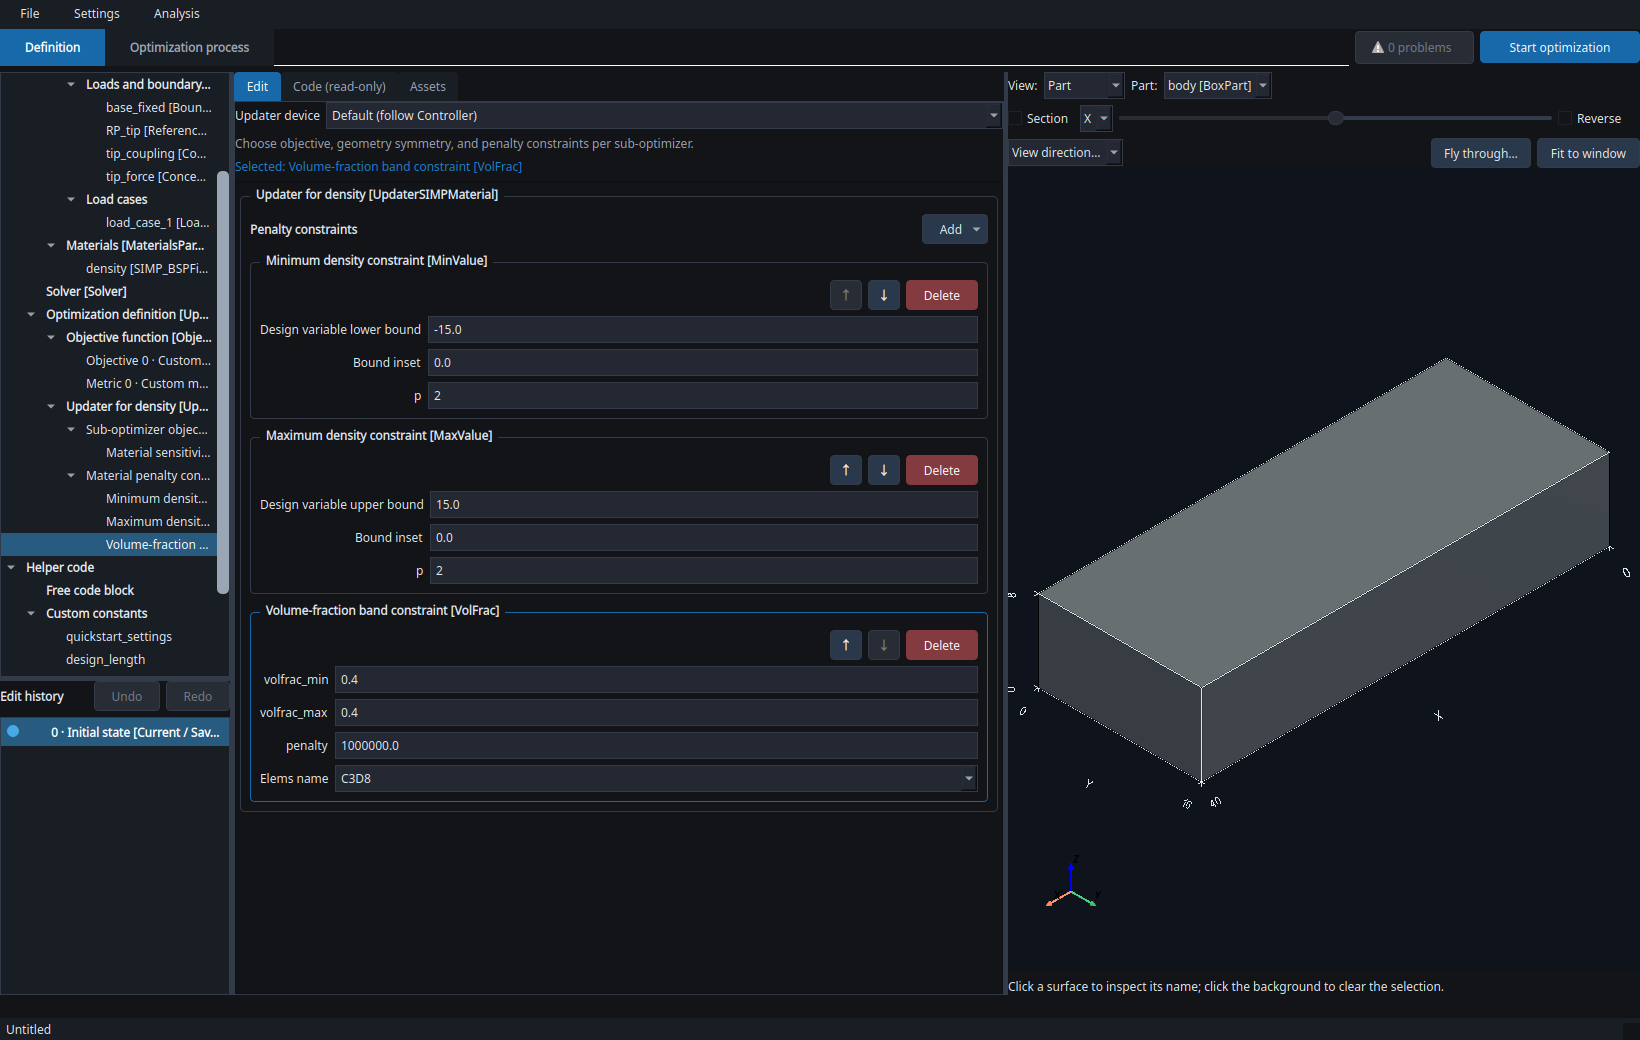 File Settings Analysis
Definition Optimization process 0 problems Start optimization
Loads and boundary...
base_fixed [Boun...
RP_tip [Referenc...
tip_coupling [Co...
tip_force [Conce...
Load cases
load_case_1 [Loa...
Materials [MaterialsPar...
density [SIMP_BSPFi...
Solver [Solver]
Optimization definition [Up...
Objective function [Obje...
Objective 0 · Custom...
Metric 0 · Custom m...
Updater for density [Up...
Sub-optimizer objec...
Material sensitivi...
Material penalty con...
Minimum densit...
Maximum densit...
Volume-fraction ...
Helper code
Free code block
Custom constants
quickstart_settings
design_length
Edit history Undo Redo
0 · Initial state [Current / Sav...
Edit Code (read-only) Assets
Updater device Default (follow Controller)
Choose objective, geometry symmetry, and penalty constraints per sub-optimizer.
Selected: Volume-fraction band constraint [VolFrac]
Updater for density [UpdaterSIMPMaterial]
Penalty constraints Add
Minimum density constraint [MinValue]
↑ ↓ Delete
Design variable lower bound -15.0
Bound inset 0.0
p 2
Maximum density constraint [MaxValue]
↑ ↓ Delete
Design variable upper bound 15.0
Bound inset 0.0
p 2
Volume-fraction band constraint [VolFrac]
↑ ↓ Delete
volfrac_min 0.4
volfrac_max 0.4
penalty 1000000.0
Elems name C3D8
View: Part Part: body [BoxPart]
Section X Reverse
View direction... Fly through... Fit to window
0
8
0
0
X
Y
15 40
Z
Y
Click a surface to inspect its name; click the background to clear the selection.
Untitled